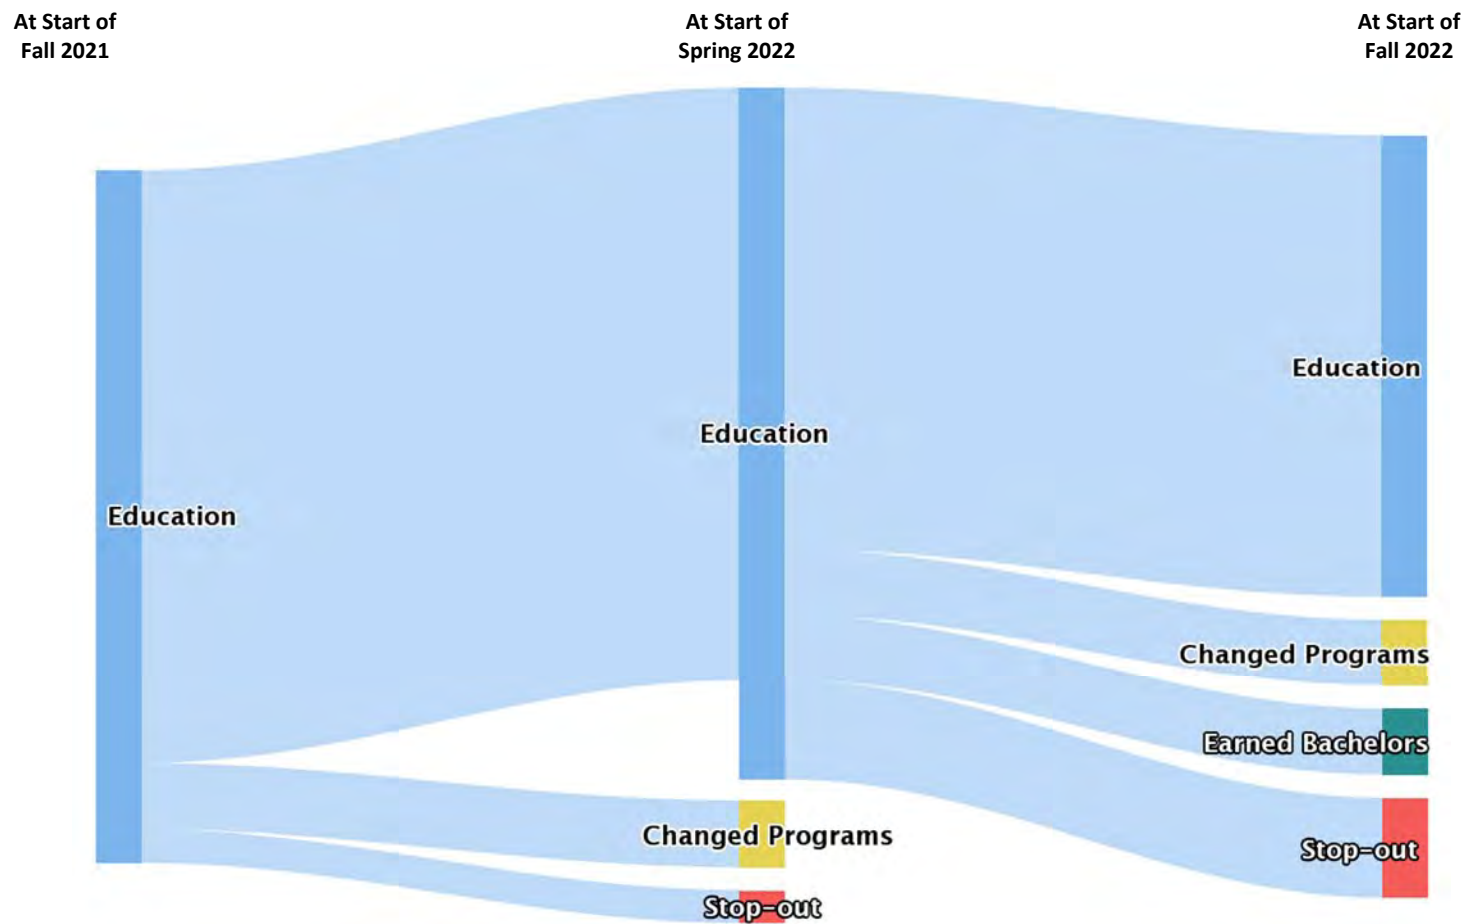 At Start of
Fall 2021
At Start of
Spring 2022
At Start of
Fall 2022
Education
Education
Education
Changed Programs
Earned Bachelors
Stop-out
Changed Programs
Stop-out